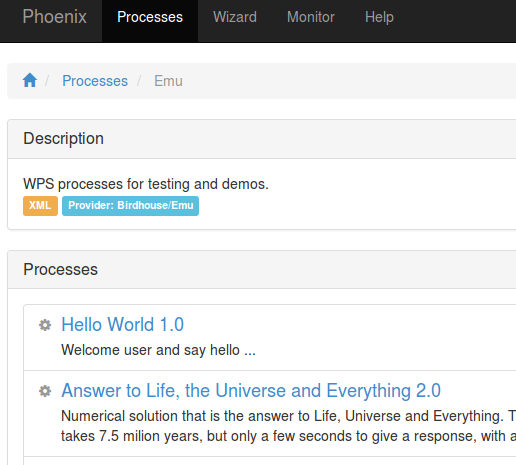 Phoenix Processes Wizard Monitor Help
/ Processes / Emu
Description
WPS processes for testing and demos.
XML Provider: Birdhouse/Emu
Processes
Hello World 1.0
Welcome user and say hello ...
Answer to Life, the Universe and Everything 2.0
Numerical solution that is the answer to Life, Universe and Everything. T
takes 7.5 milion years, but only a few seconds to give a response, with a